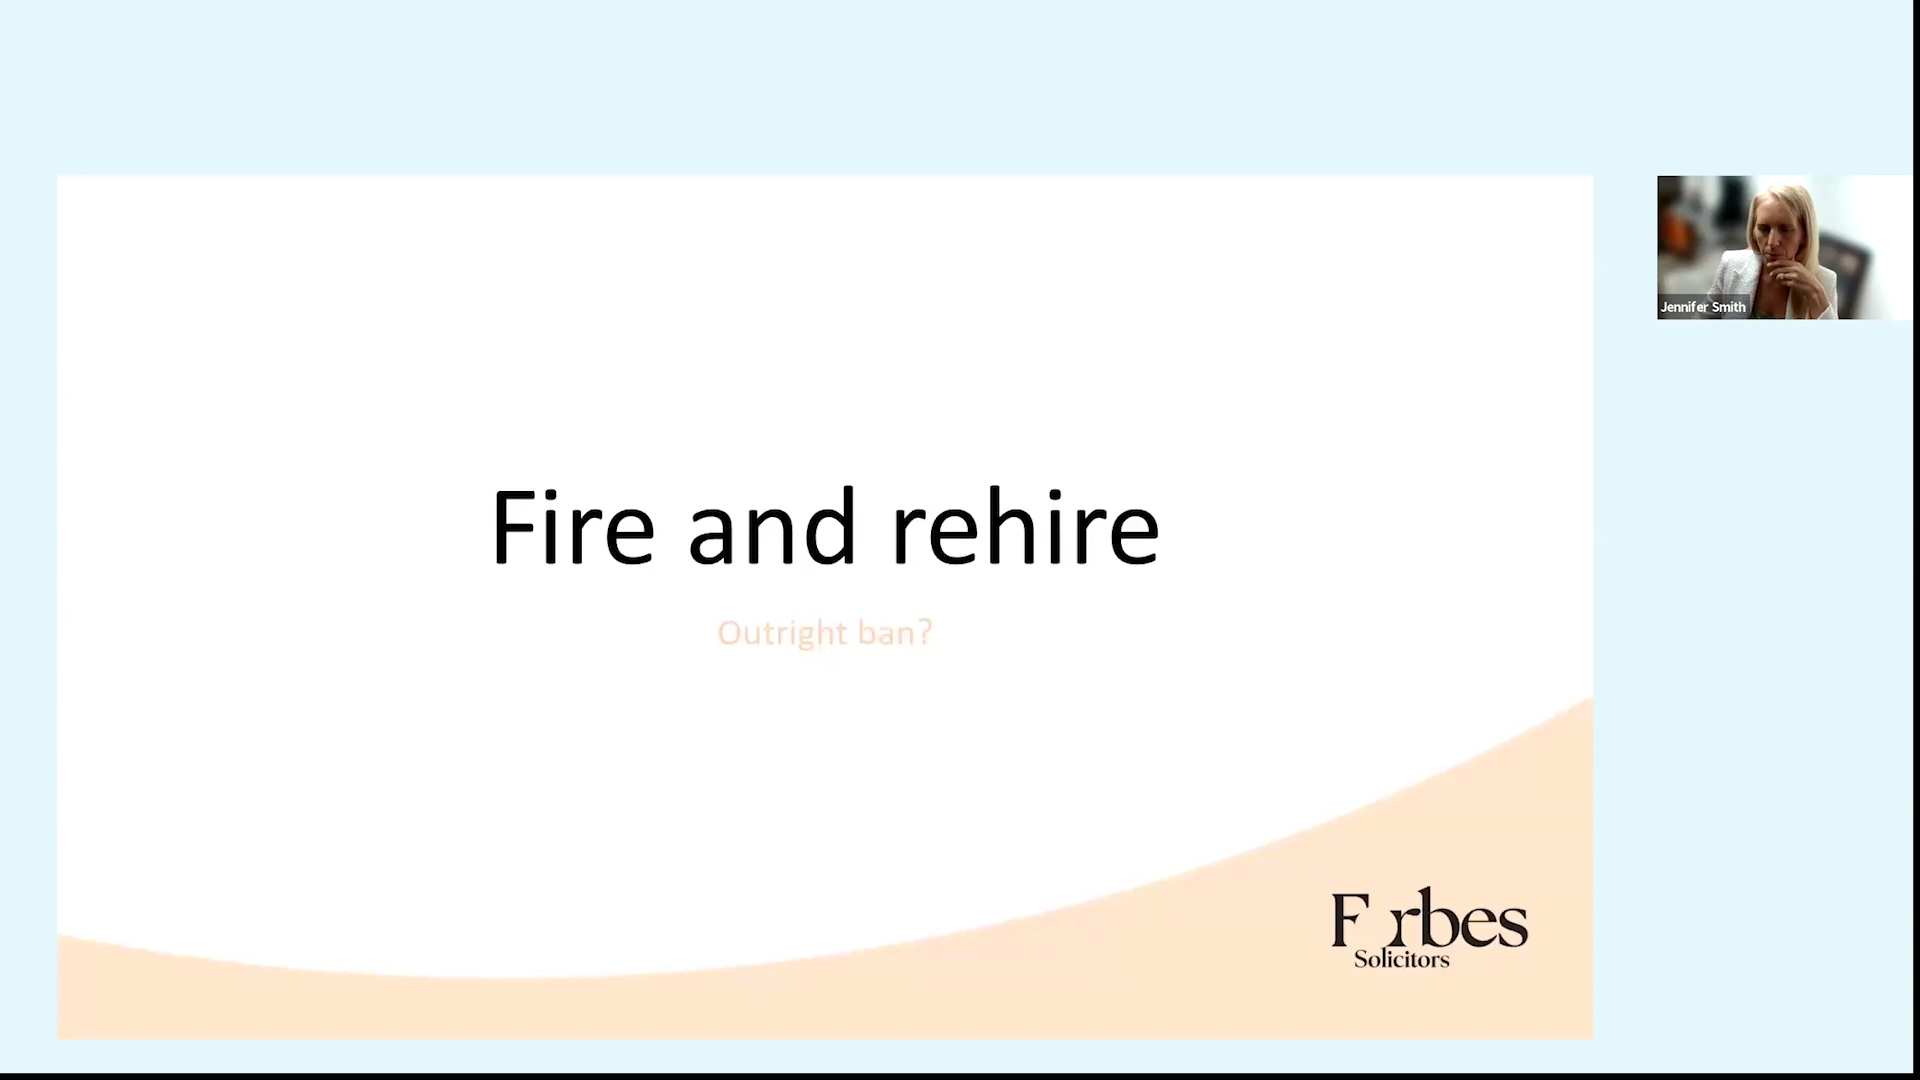 Fire and rehire
Outright ban?
Jennifer Smith
Forbes
Solicitors